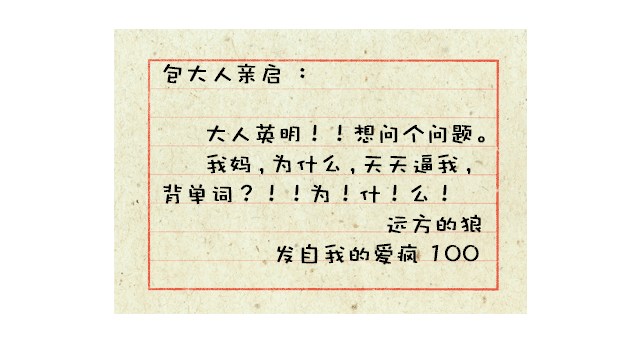 包大人亲启：
大人英明！！想问个问题。
我妈,为什么,天天逼我,
背单词？！！为！什！么！
远方的狼
发自我的爱疯 100